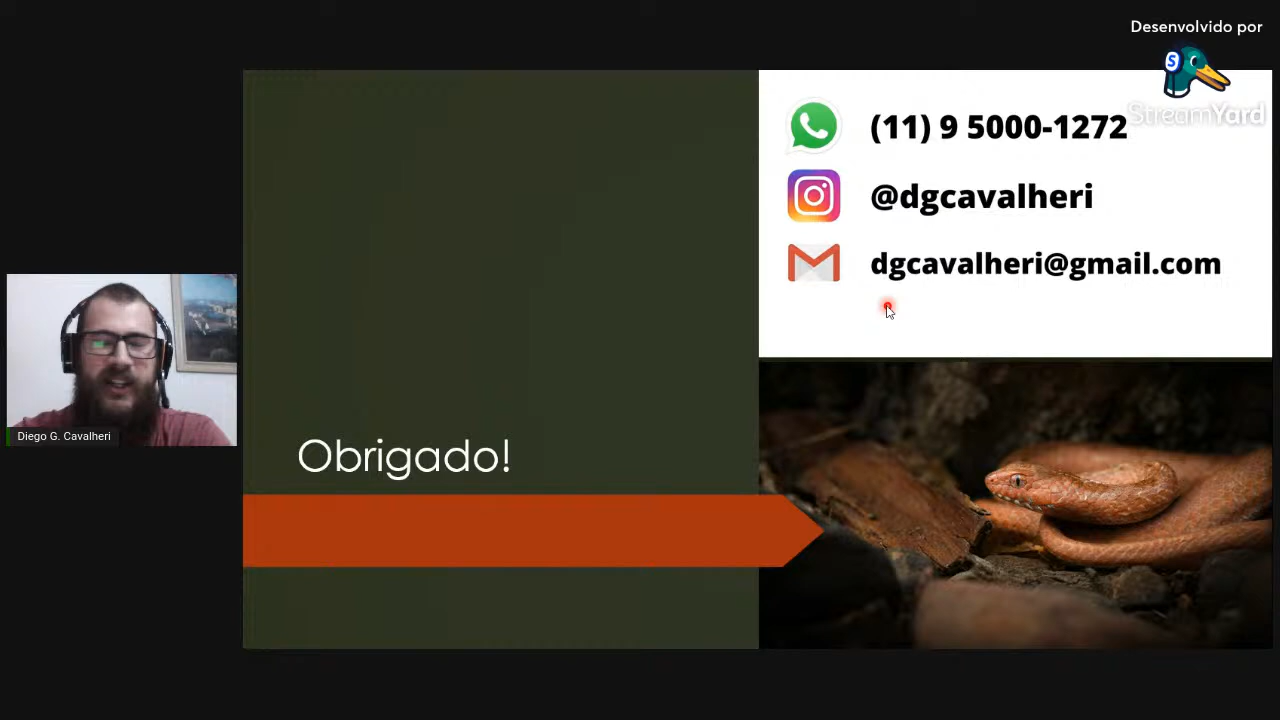 Desenvolvido por
S
StreamYard
(11) 9 5000-1272
@dgcavalheri
dgcavalheri@gmail.com
Diego G. Cavalheri
Obrigado!